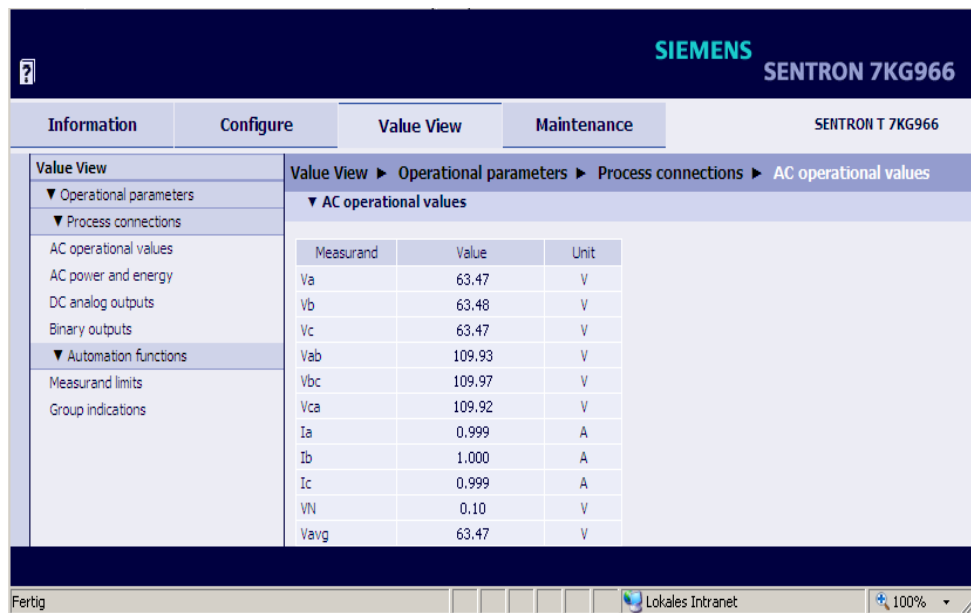 SIEMENS
SENTRON 7KG966
?
Information Configure Value View Maintenance SENTRON T 7KG966
Value View
▼ Operational parameters
▼ Process connections
AC operational values
AC power and energy
DC analog outputs
Binary outputs
▼ Automation functions
Measurand limits
Group indications
Value View ► Operational parameters ► Process connections ► AC operational values
▼ AC operational values
Measurand Value Unit
Va 63.47 V
Vb 63.48 V
Vc 63.47 V
Vab 109.93 V
Vbc 109.97 V
Vca 109.92 V
Ia 0.999 A
Ib 1.000 A
Ic 0.999 A
VN 0.10 V
Vavg 63.47 V
Fertig Lokales Intranet 100%